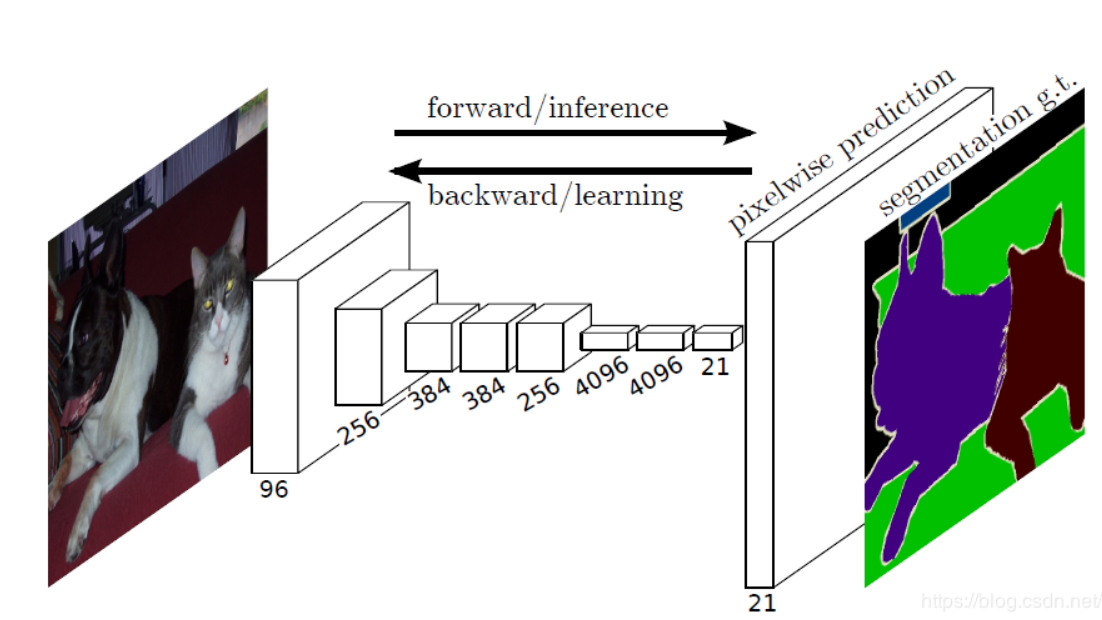 forward/inference
backward/learning
pixelwise prediction
segmentation g.t.
96
256
384
384
256
4096
4096
21
21
https://blog.csdn.net/